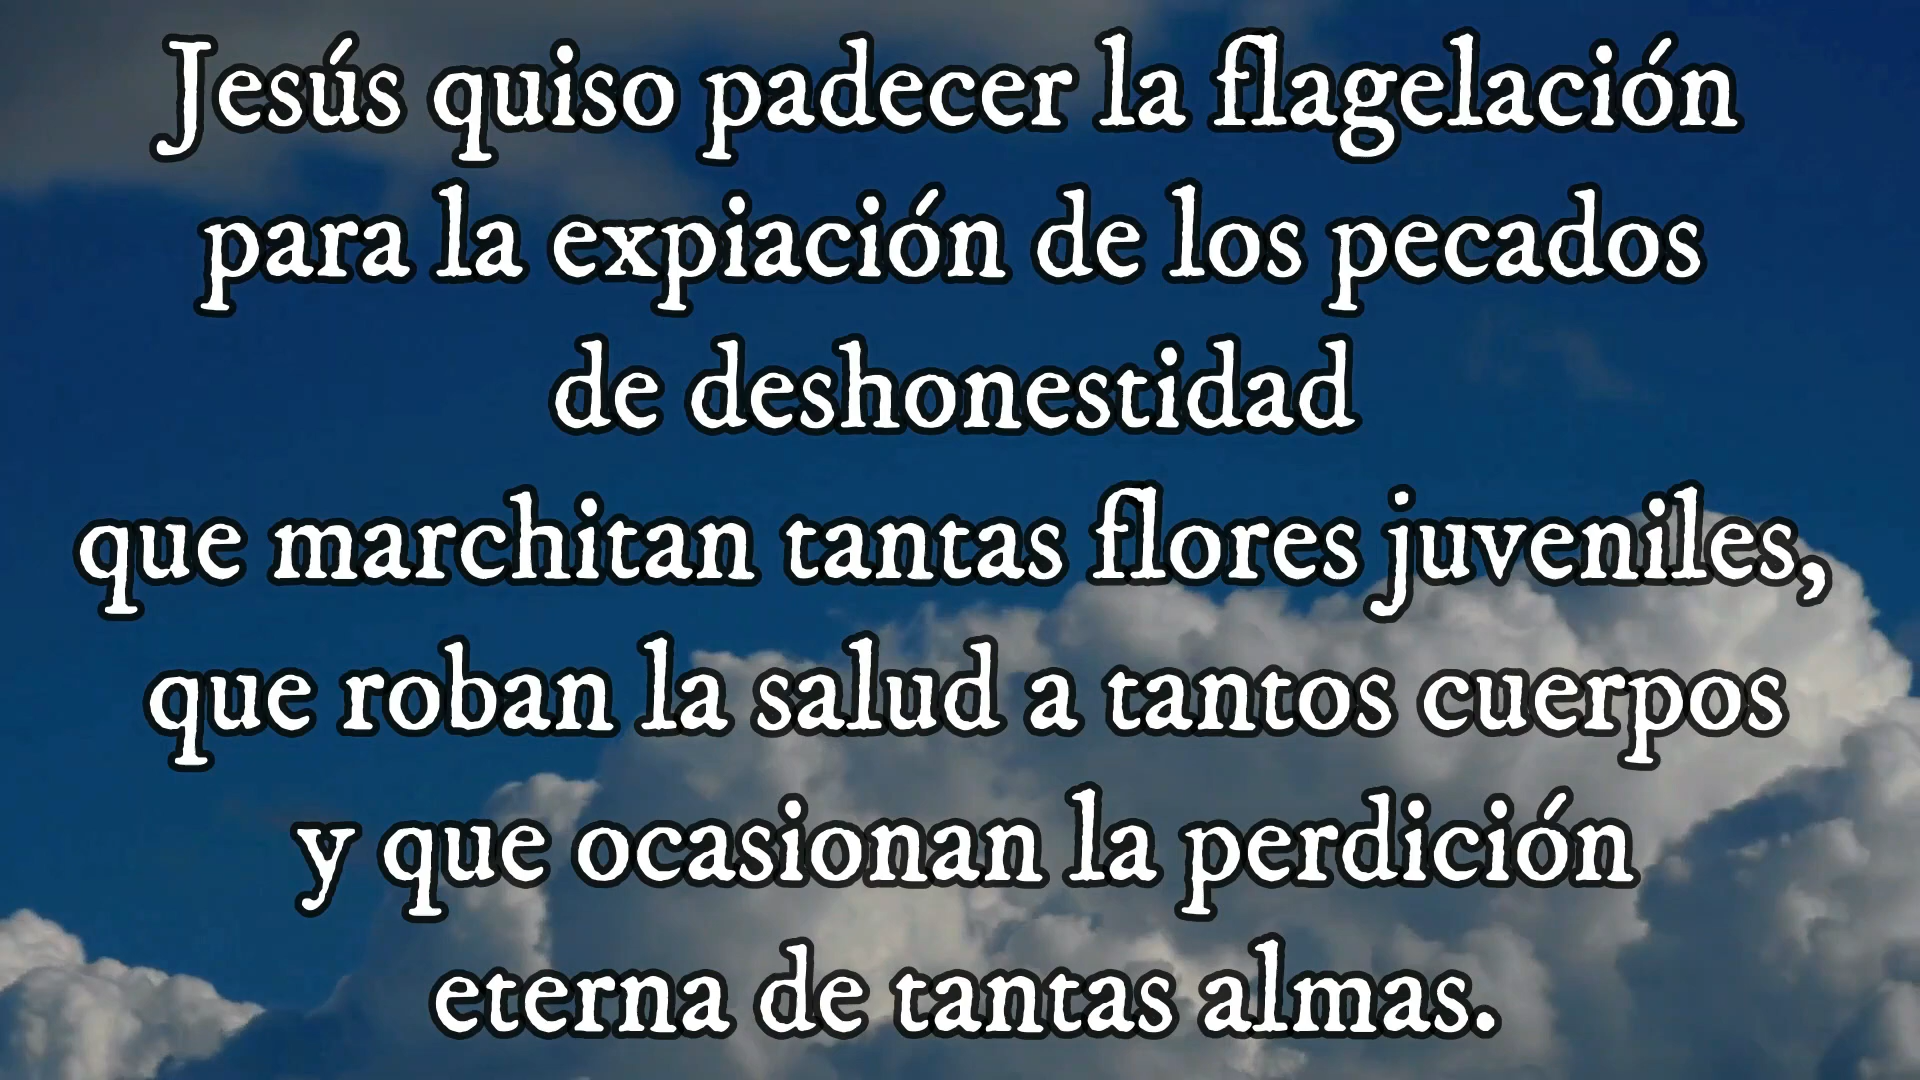 Jesús quiso padecer la flagelación
para la expiación de los pecados
de deshonestidad
que marchitan tantas flores juveniles,
que roban la salud a tantos cuerpos
y que ocasionan la perdición
eterna de tantas almas.